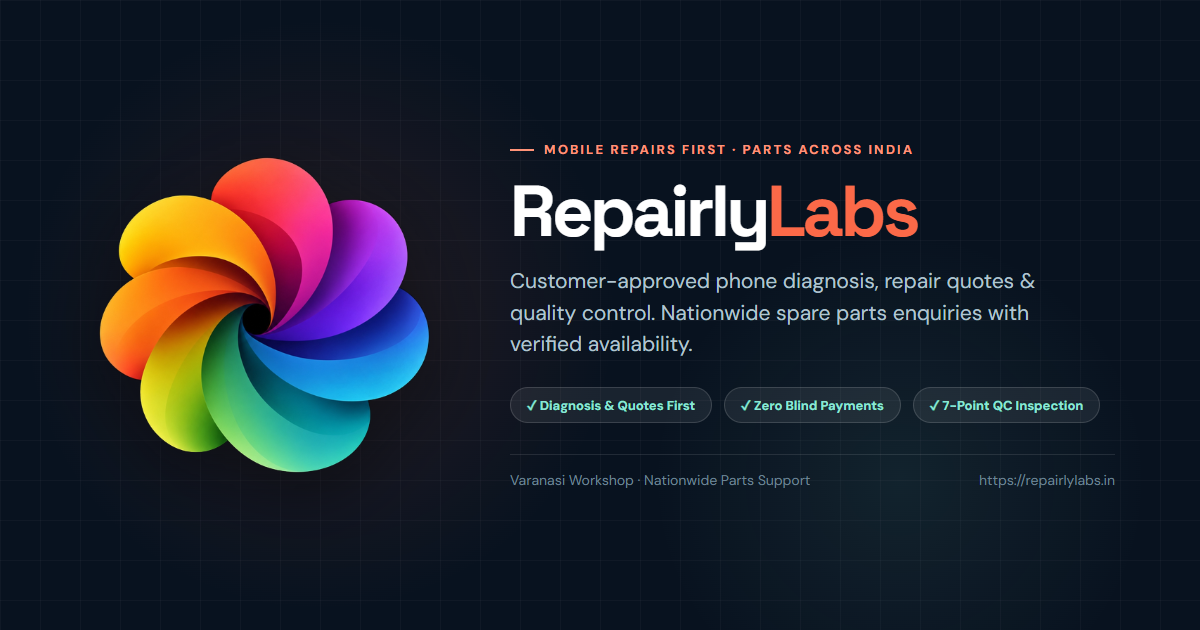 MOBILE REPAIRS FIRST · PARTS ACROSS INDIA
RepairlyLabs
Customer-approved phone diagnosis, repair quotes &
quality control. Nationwide spare parts enquiries with
verified availability.
✓ Diagnosis & Quotes First ✓ Zero Blind Payments ✓ 7-Point QC Inspection
Varanasi Workshop · Nationwide Parts Support https://repairlylabs.in